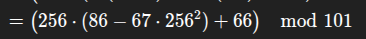 = (256 · (86 − 67 · 256²) + 66) mod 101